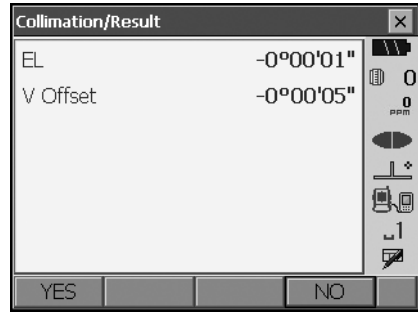 Collimation/Result
EL -0°00'01"
V Offset -0°00'05"
0
0
PPM
1
YES NO